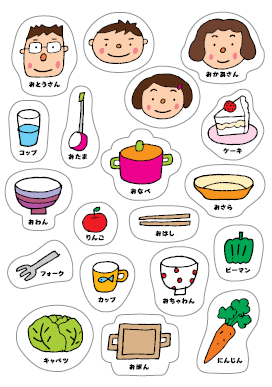 おとうさん
おかあさん
コップ
おたま
ケーキ
おなべ
おわん
りんご
おはし
おさら
フォーク
カップ
おちゃわん
ピーマン
キャベツ
おぼん
にんじん